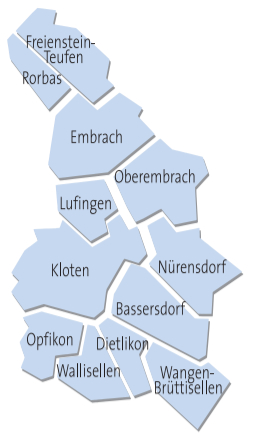 Freienstein-
Teufen
Rorbas
Embrach
Oberembrach
Lufingen
Kloten
Nürensdorf
Bassersdorf
Opfikon
Dietlikon
Wallisellen
Wangen-
Brüttisellen